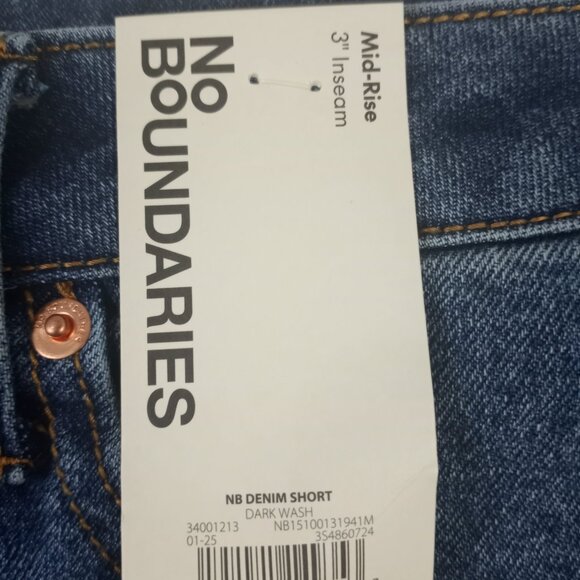 NO
BOUNDARIES
Mid-Rise
3" Inseam
NB DENIM SHORT
DARK WASH
34001213 NB15100131941M
01-25 354860724